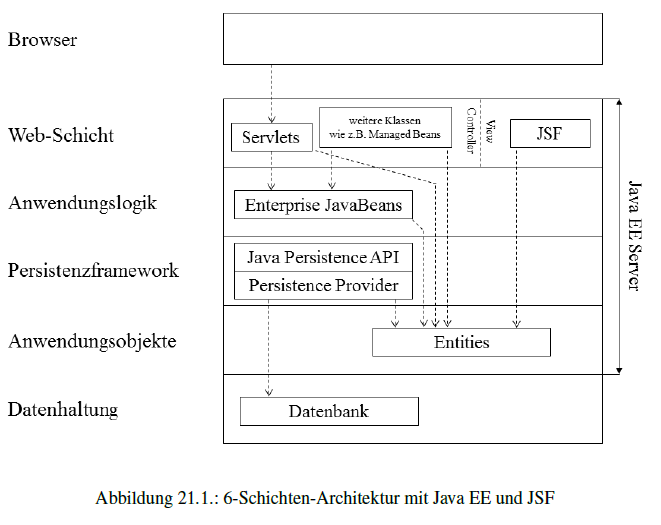 Browser
Web-Schicht
Servlets
weitere Klassen
wie z.B. Managed Beans
Controller
View
JSF
Java EE Server
Anwendungslogik
Enterprise JavaBeans
Persistenzframework
Java Persistence API
Persistence Provider
Anwendungsobjekte
Entities
Datenhaltung
Datenbank
Abbildung 21.1.: 6-Schichten-Architektur mit Java EE und JSF